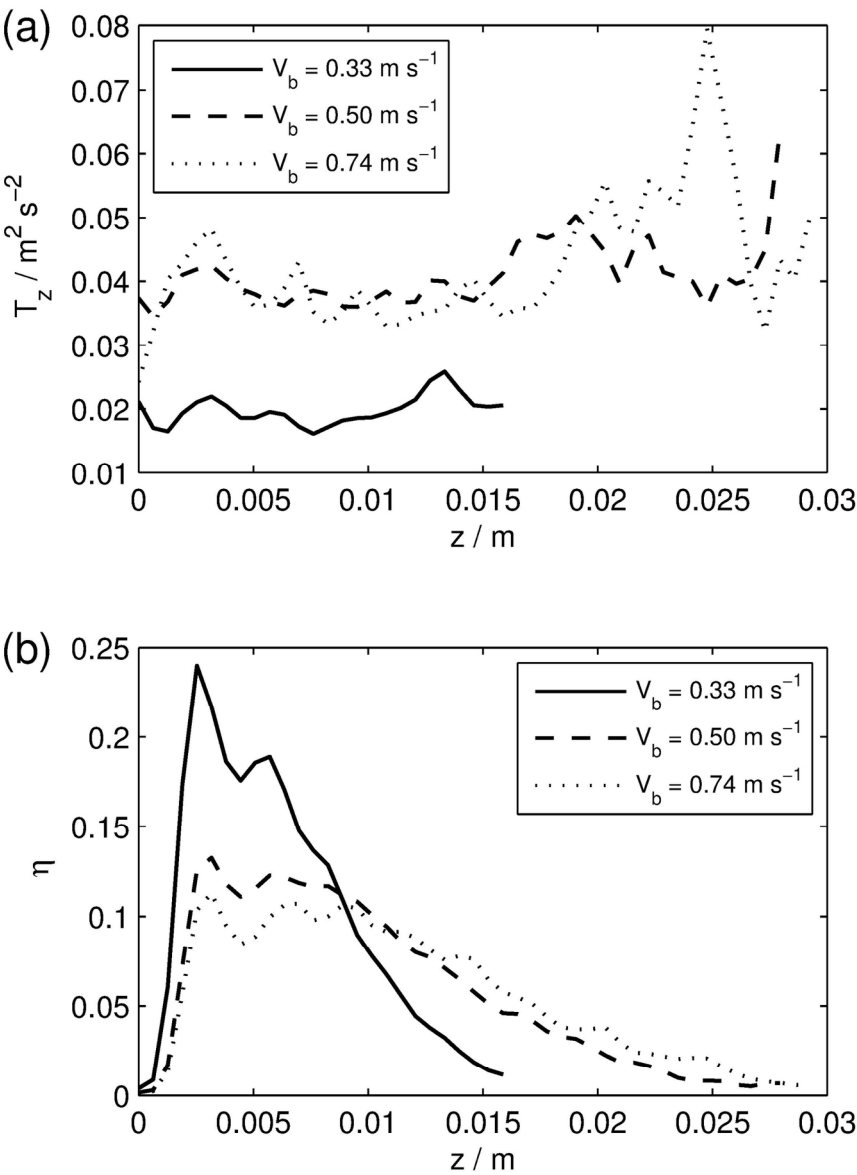 (a)
0.08
0.07
0.06
0.05
0.04
0.03
0.02
0.01
T_z / m² s⁻²
V_b = 0.33 m s⁻¹
V_b = 0.50 m s⁻¹
V_b = 0.74 m s⁻¹
0 0.005 0.01 0.015 0.02 0.025 0.03
z / m
(b)
0.25
0.2
0.15
0.1
0.05
0
η
V_b = 0.33 m s⁻¹
V_b = 0.50 m s⁻¹
V_b = 0.74 m s⁻¹
0 0.005 0.01 0.015 0.02 0.025 0.03
z / m